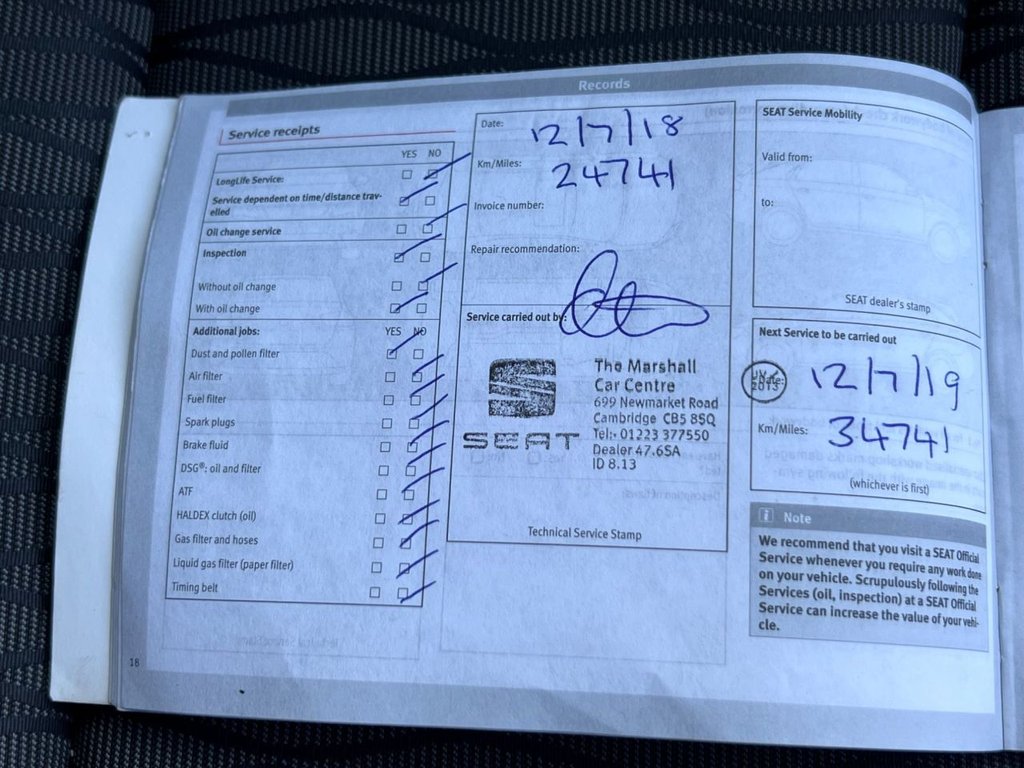 Records
Service receipts
YES NO
LongLife Service:
Service dependent on time/distance trav-
elled
Oil change service
Inspection
Without oil change
With oil change
Additional jobs: YES NO
Dust and pollen filter
Air filter
Fuel filter
Spark plugs
Brake fluid
DSG®: oil and filter
ATF
HALDEX clutch (oil)
Gas filter and hoses
Liquid gas filter (paper filter)
Timing belt
Date: 12/7/18
Km/Miles: 24741
Invoice number:
Repair recommendation:
Service carried out by:
SEAT
The Marshall
Car Centre
699 Newmarket Road
Cambridge CB5 8SQ
Tel:- 01223 377550
Dealer 47.6SA
ID 8.13
Technical Service Stamp
SEAT Service Mobility
Valid from:
to:
SEAT dealer's stamp
Next Service to be carried out
Date: 12/7/19
Km/Miles: 34741
(whichever is first)
Note
We recommend that you visit a SEAT Official
Service whenever you require any work done
on your vehicle. Scrupulously following the
Services (oil, inspection) at a SEAT Official
Service can increase the value of your vehi-
cle.